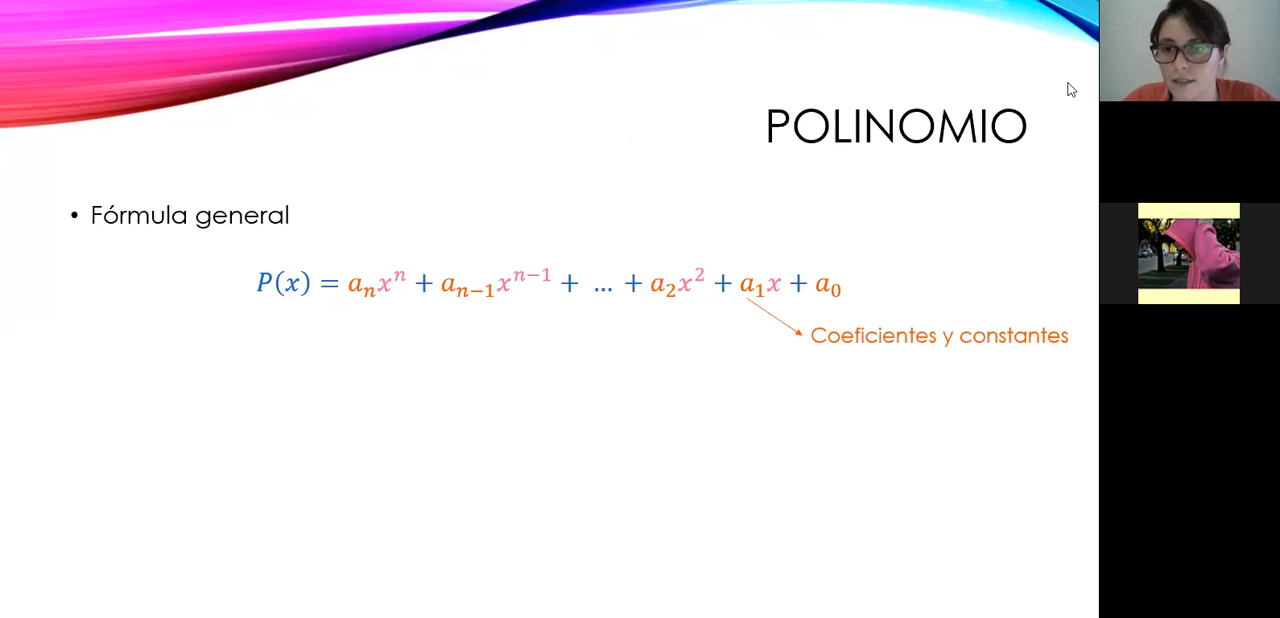 POLINOMIO
• Fórmula general
P(x) = aₙxⁿ + aₙ₋₁xⁿ⁻¹ + … + a₂x² + a₁x + a₀
Coeficientes y constantes